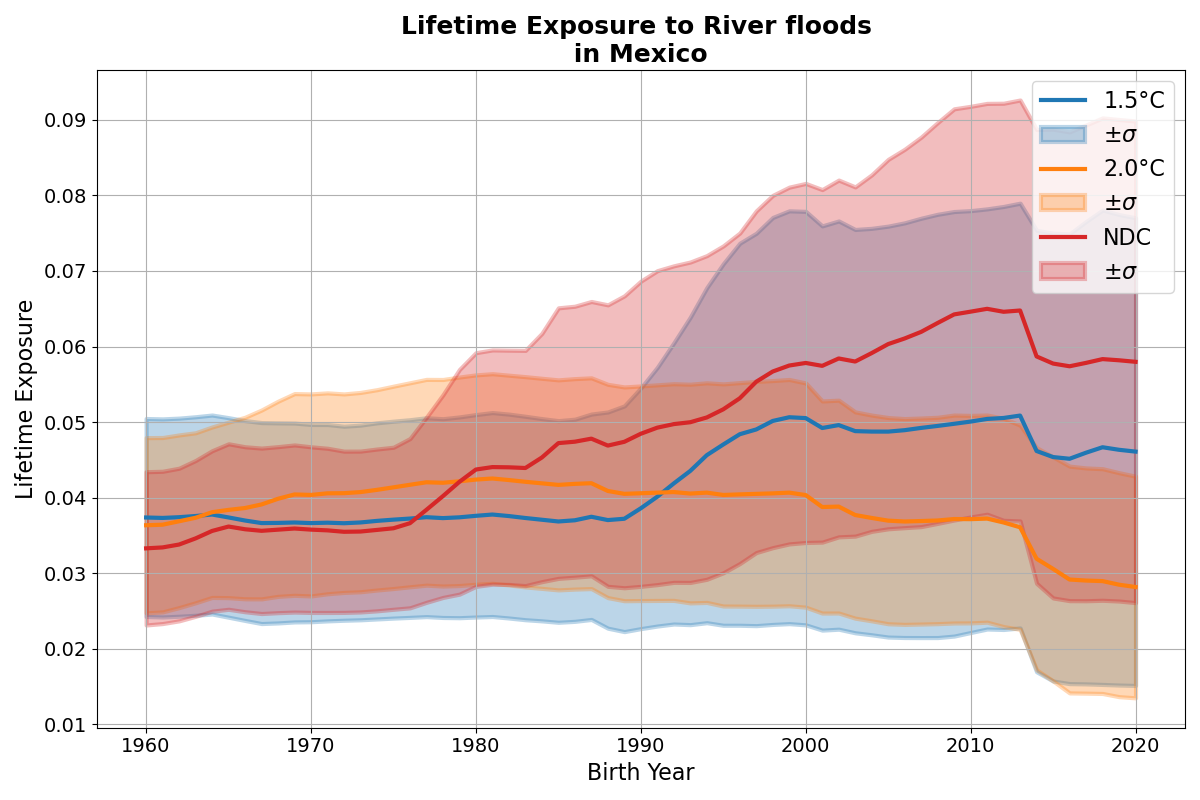 Lifetime Exposure to River floods
in Mexico
Lifetime Exposure
0.09
0.08
0.07
0.06
0.05
0.04
0.03
0.02
0.01
1.5°C
±σ
2.0°C
±σ
NDC
±σ
1960
1970
1980
1990
2000
2010
2020
Birth Year